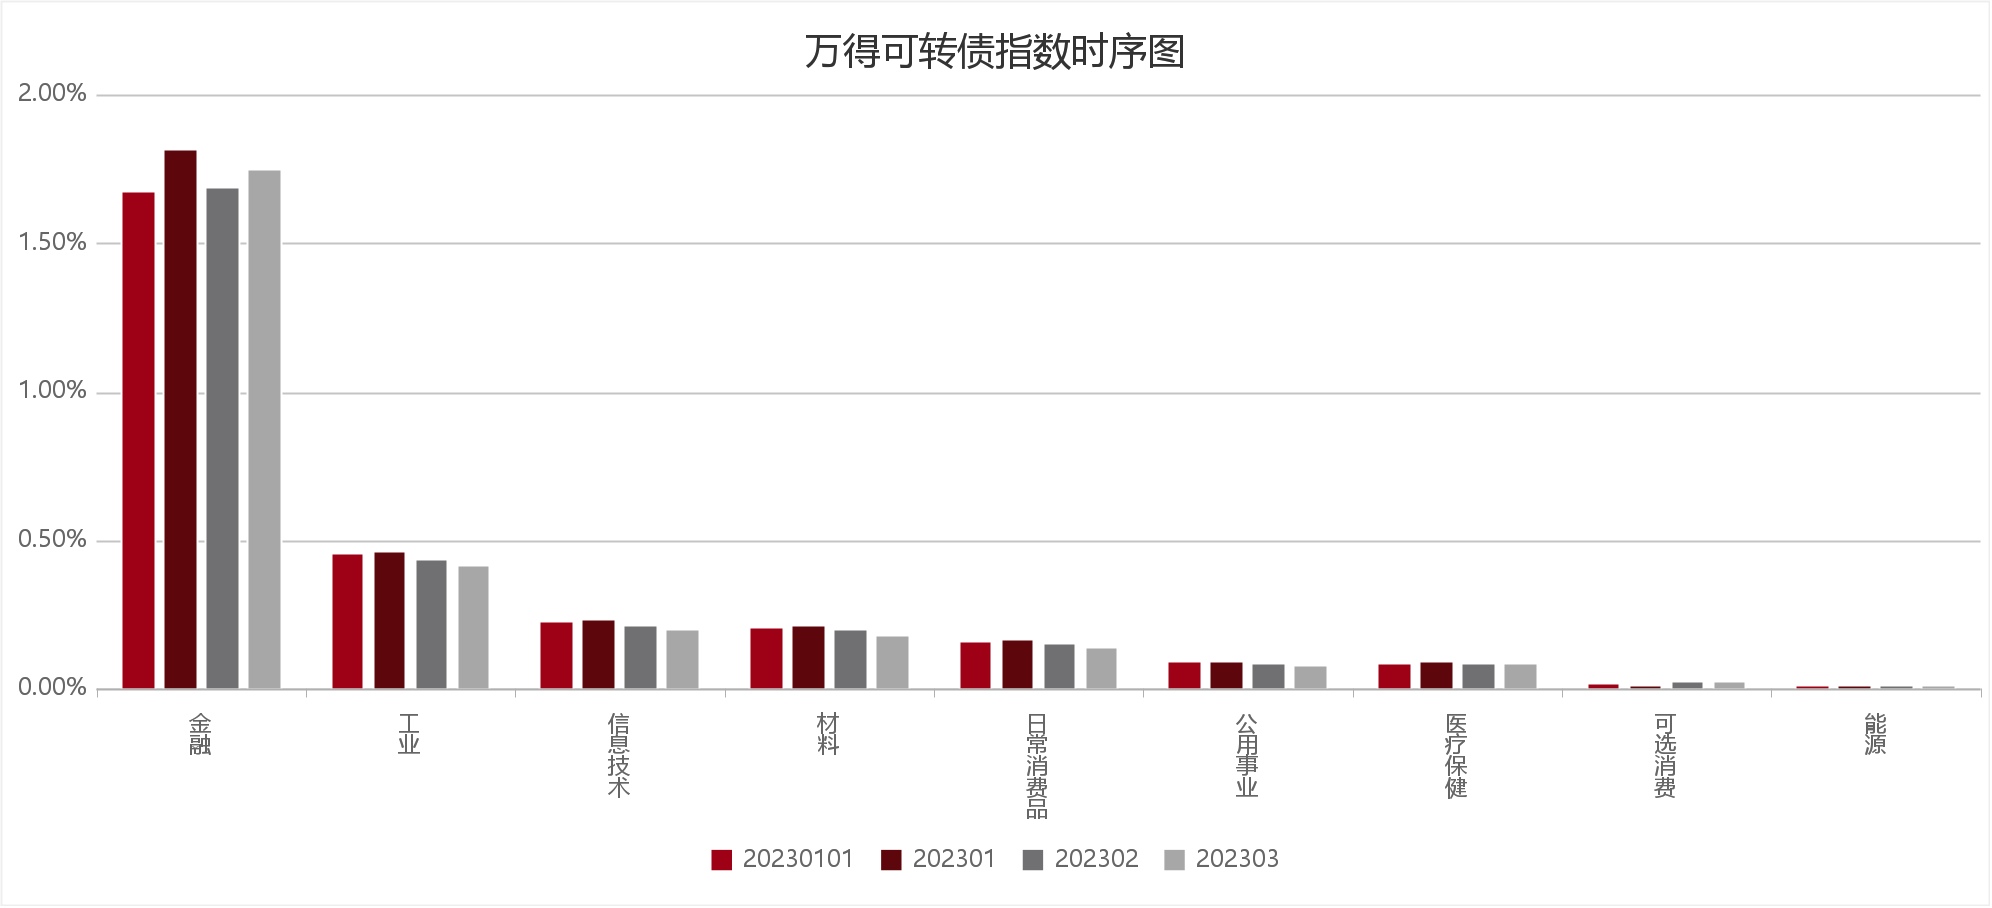 万得可转债指数时序图
2.00%
1.50%
1.00%
0.50%
0.00%
金融
工业
信息技术
材料
日常消费品
公用事业
医疗保健
可选消费
能源
20230101
202301
202302
202303